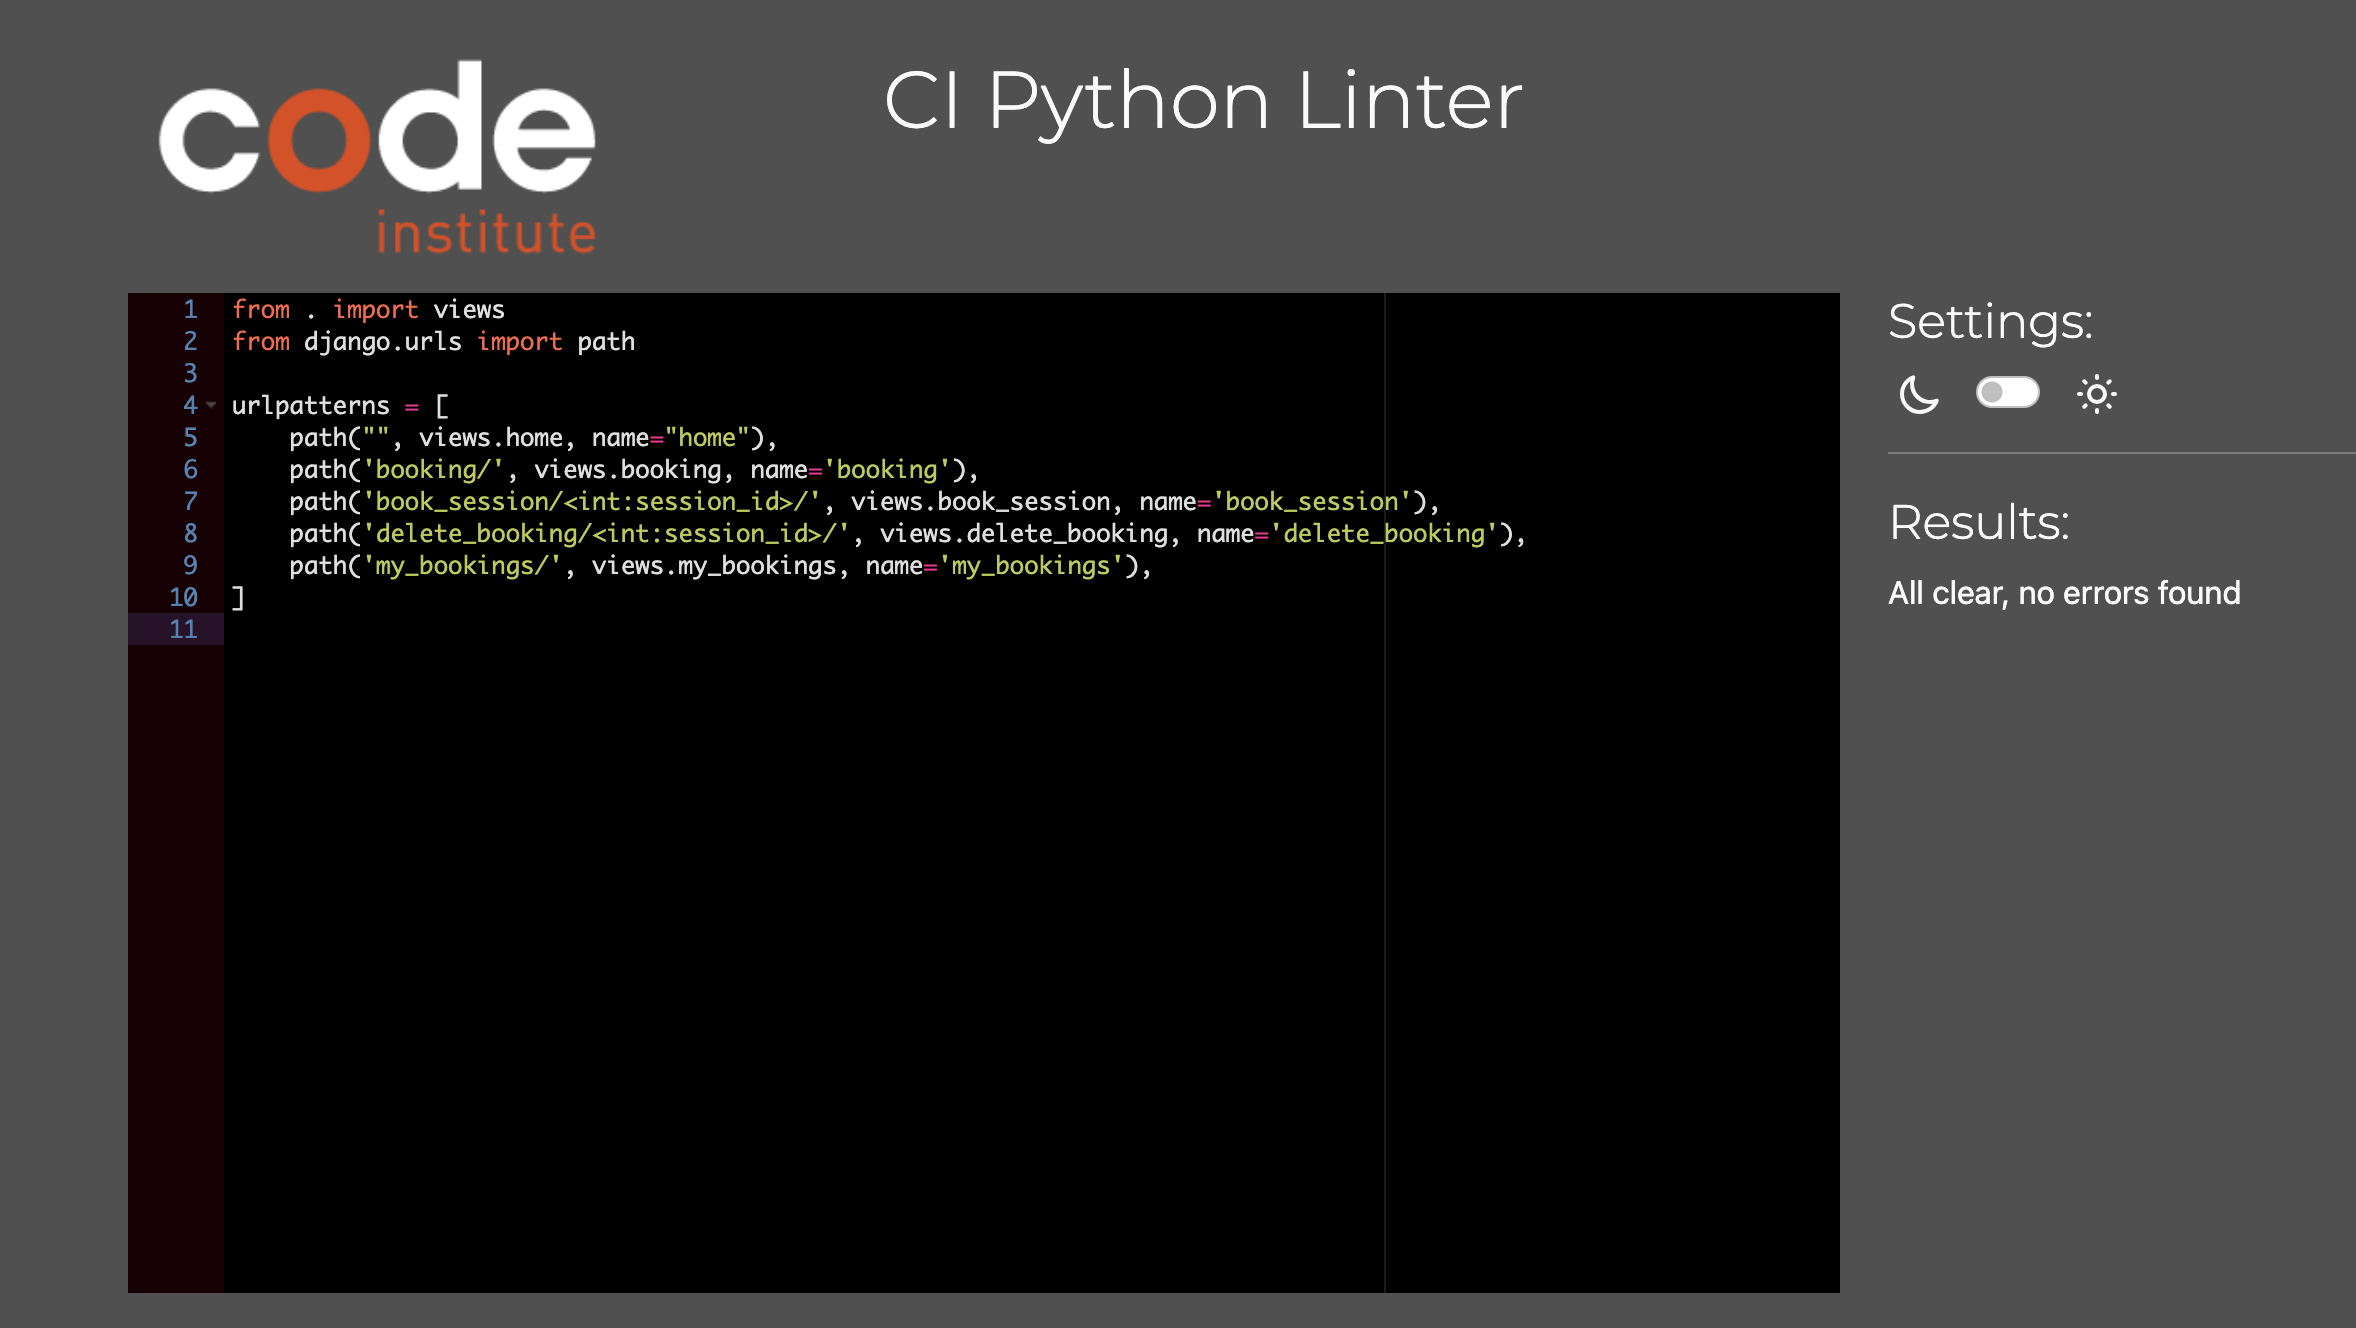 code
institute
CI Python Linter
1 from . import views
2 from django.urls import path
3
4 urlpatterns = [
5     path("", views.home, name="home"),
6     path('booking/', views.booking, name='booking'),
7     path('book_session/<int:session_id>/', views.book_session, name='book_session'),
8     path('delete_booking/<int:session_id>/', views.delete_booking, name='delete_booking'),
9     path('my_bookings/', views.my_bookings, name='my_bookings'),
10 ]
11
Settings:
Results:
All clear, no errors found